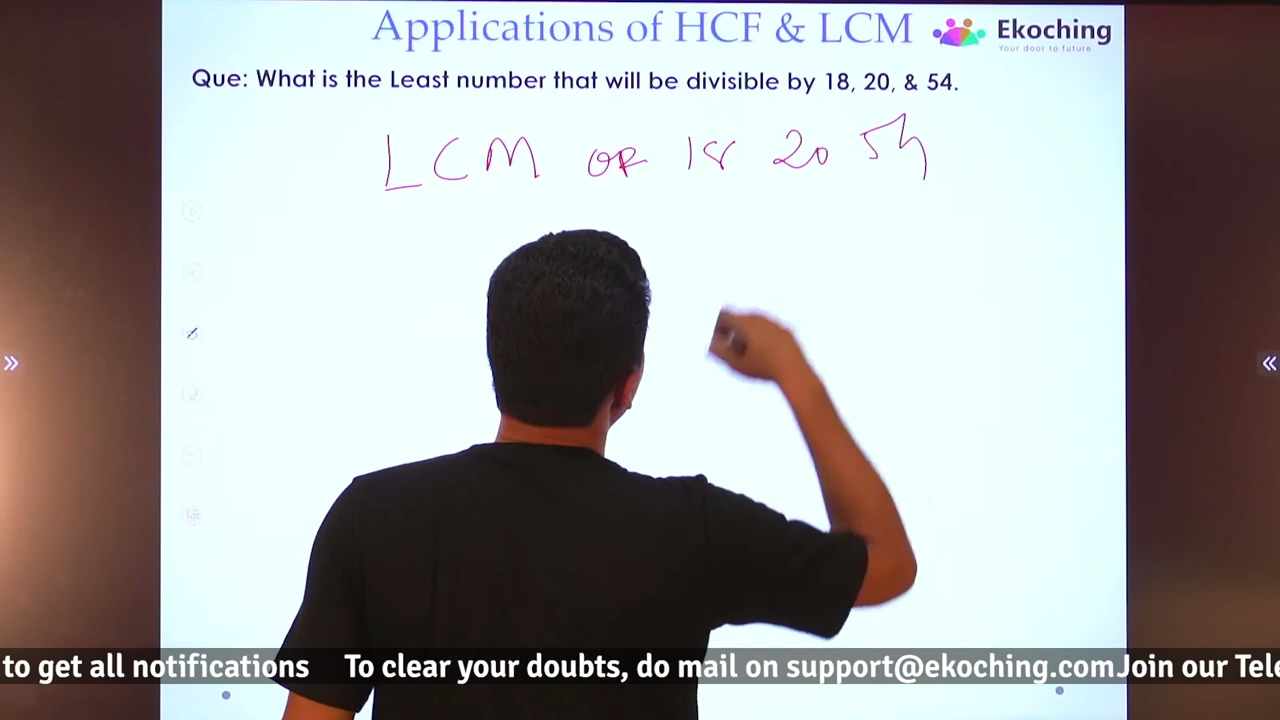 Applications of HCF & LCM
Ekoching
Your door to future
Que: What is the Least number that will be divisible by 18, 20, & 54.
LCM OF 18 20 54
to get all notifications To clear your doubts, do mail on support@ekoching.comJoin our Tele